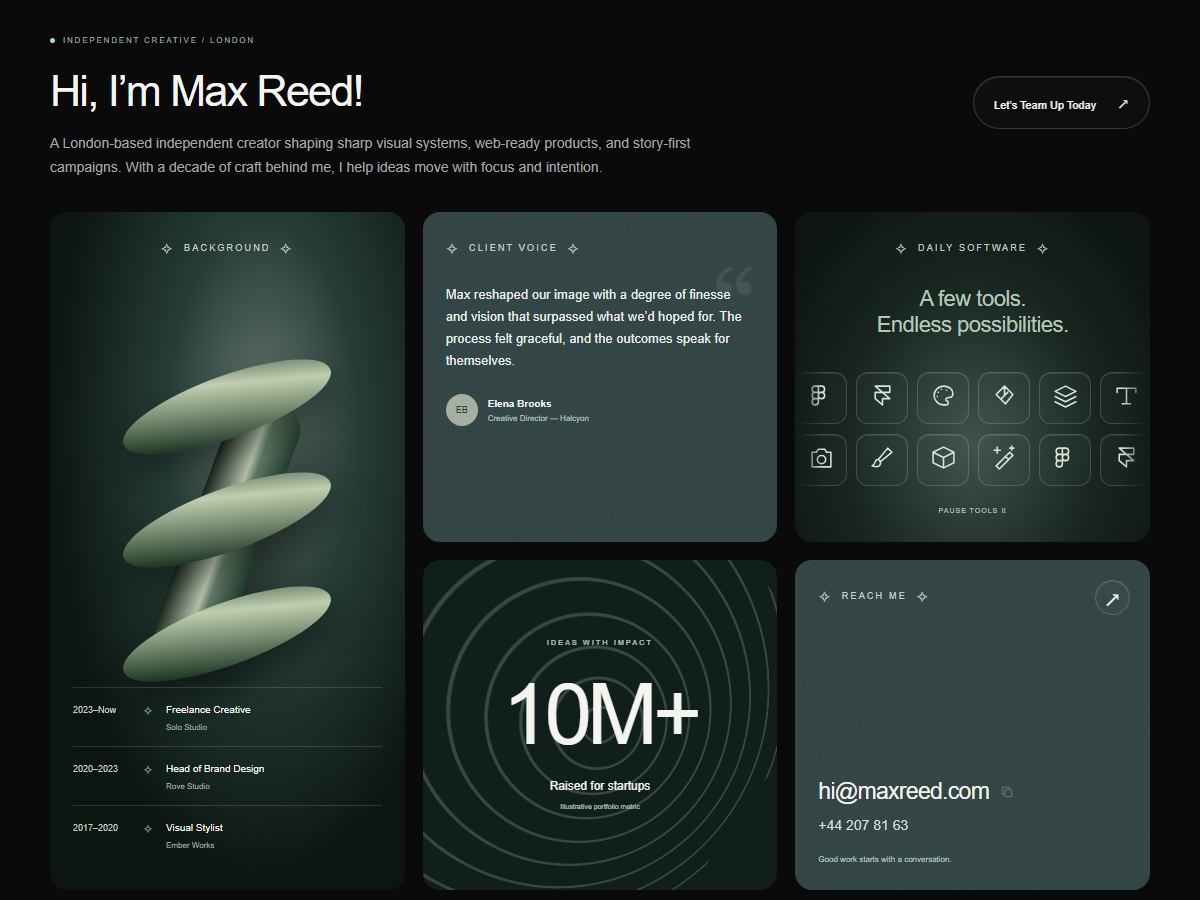 INDEPENDENT CREATIVE / LONDON
Hi, I’m Max Reed!
A London-based independent creator shaping sharp visual systems, web-ready products, and story-first
campaigns. With a decade of craft behind me, I help ideas move with focus and intention.
Let's Team Up Today ↗
BACKGROUND
2023–Now
Freelance Creative
Solo Studio
2020–2023
Head of Brand Design
Rove Studio
2017–2020
Visual Stylist
Ember Works
CLIENT VOICE
“
Max reshaped our image with a degree of finesse
and vision that surpassed what we’d hoped for. The
process felt graceful, and the outcomes speak for
themselves.
EB
Elena Brooks
Creative Director — Halcyon
DAILY SOFTWARE
A few tools.
Endless possibilities.
PAUSE TOOLS II
IDEAS WITH IMPACT
10M+
Raised for startups
Illustrative portfolio metric
REACH ME
↗
hi@maxreed.com
+44 207 81 63
Good work starts with a conversation.